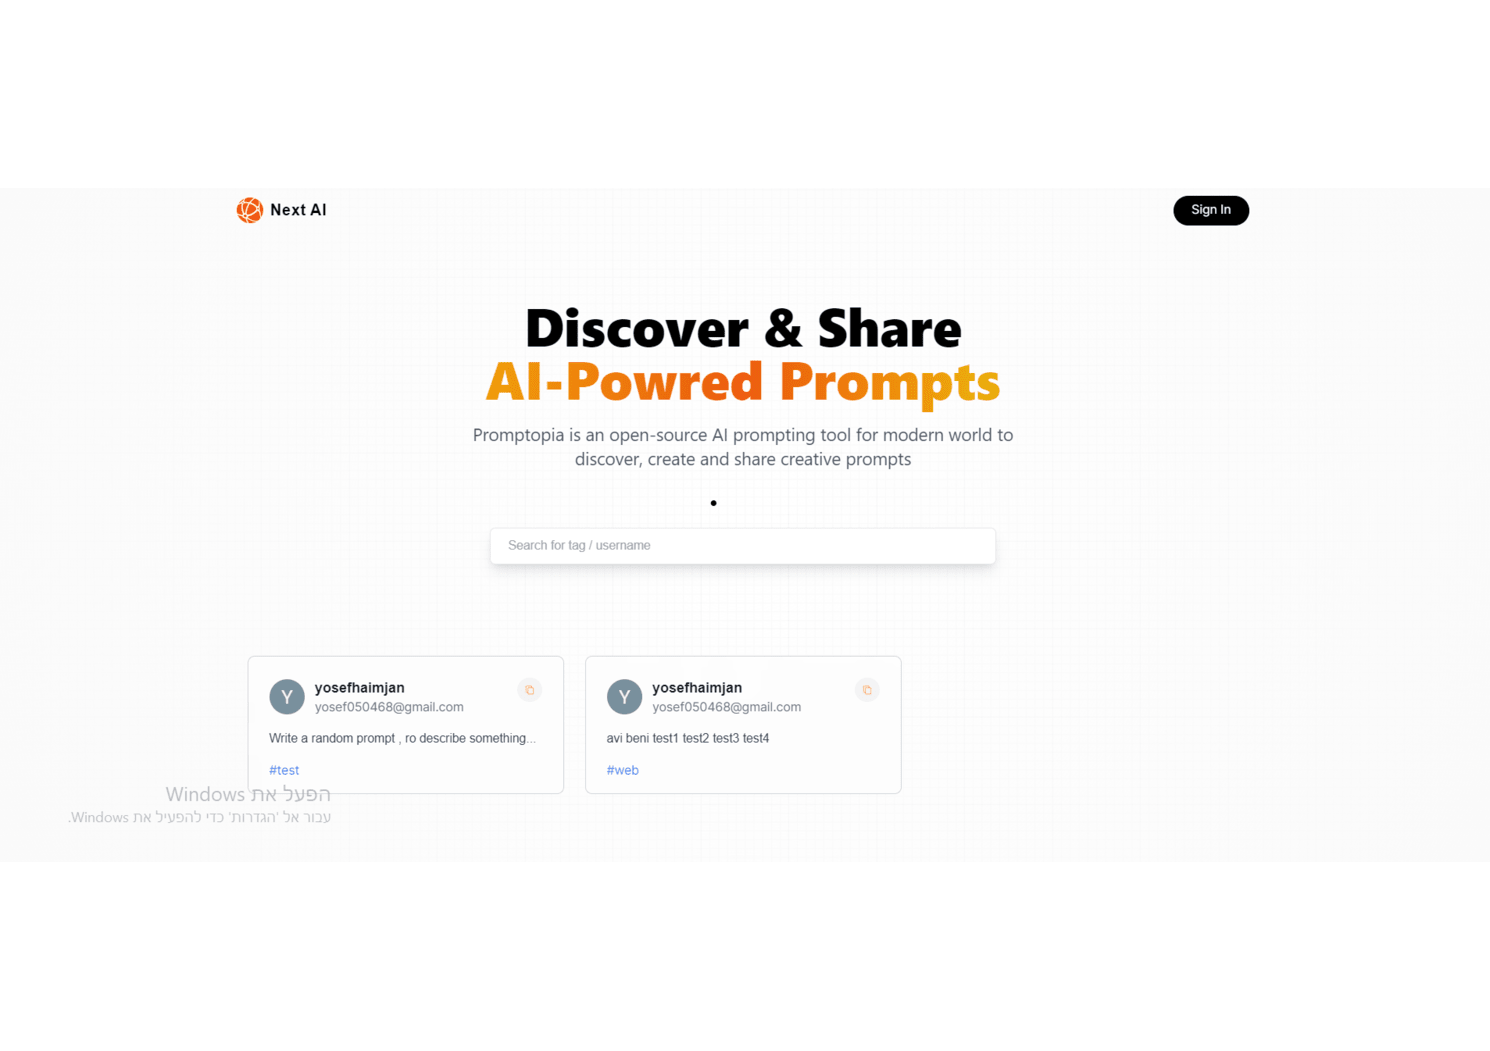 Next AI
Sign In
Discover & Share
AI-Powred Prompts
Promptopia is an open-source AI prompting tool for modern world to
discover, create and share creative prompts
•
Search for tag / username
Y
yosefhaimjan
yosef050468@gmail.com
Write a random prompt , ro describe something...
#test
Y
yosefhaimjan
yosef050468@gmail.com
avi beni test1 test2 test3 test4
#web
הפעל את Windows
עבור אל 'הגדרות' כדי להפעיל את Windows.